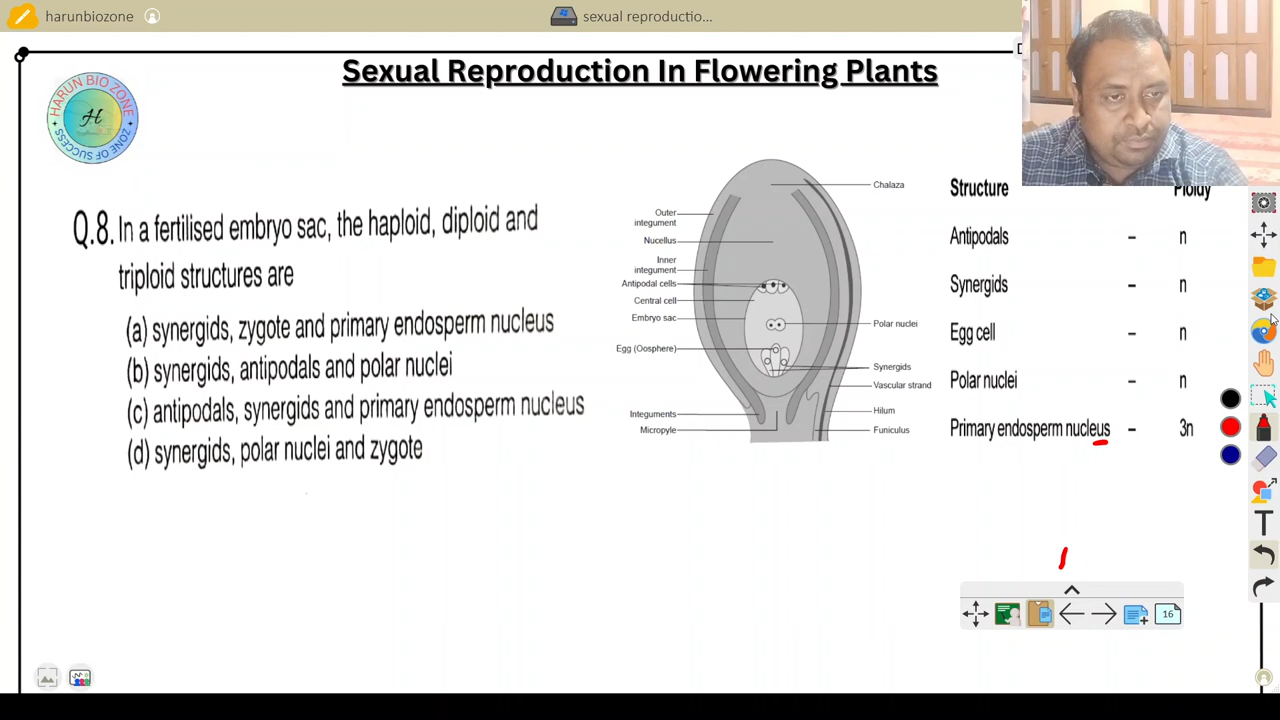 harunbiozone
sexual reproductio...
Sexual Reproduction In Flowering Plants
HARUN BIO ZONE
H
ZONE OF SUCCESS
Q.8. In a fertilised embryo sac, the haploid, diploid and
triploid structures are
(a) synergids, zygote and primary endosperm nucleus
(b) synergids, antipodals and polar nuclei
(c) antipodals, synergids and primary endosperm nucleus
(d) synergids, polar nuclei and zygote
Chalaza
Outer
integument
Nucellus
Inner
integument
Antipodal cells
Central cell
Embryo sac
Polar nuclei
Egg (Oosphere)
Synergids
Vascular strand
Integuments
Hilum
Micropyle
Funiculus
Structure Ploidy
Antipodals – n
Synergids – n
Egg cell – n
Polar nuclei – n
Primary endosperm nucleus – 3n
16